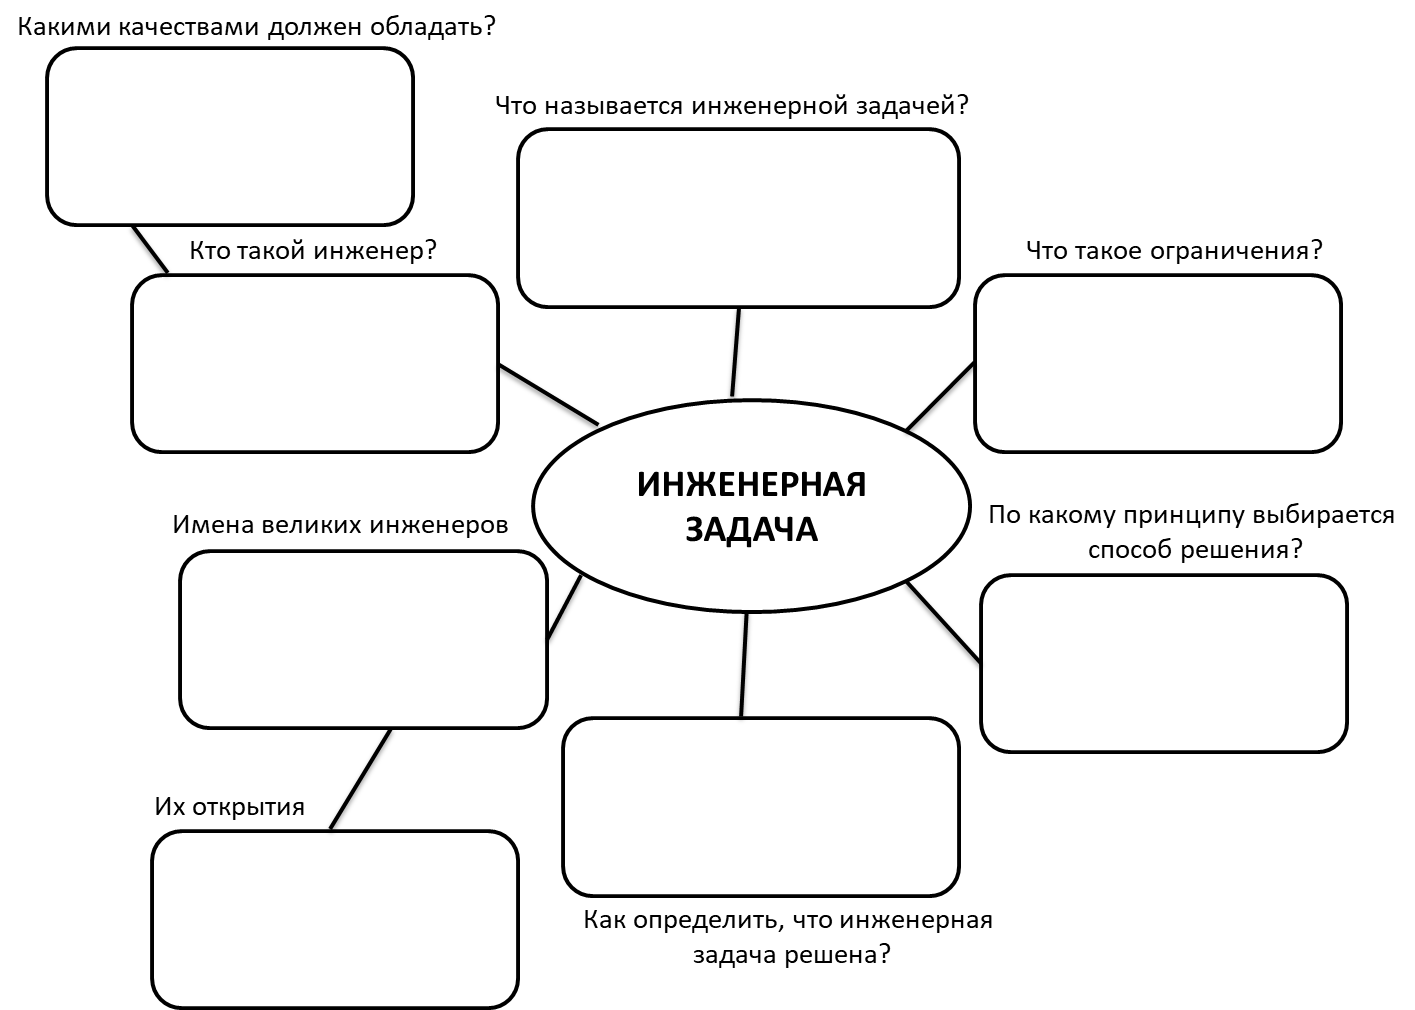 Какими качествами должен обладать?
Что называется инженерной задачей?
Кто такой инженер?
Что такое ограничения?
ИНЖЕНЕРНАЯ
ЗАДАЧА
Имена великих инженеров
По какому принципу выбирается
способ решения?
Их открытия
Как определить, что инженерная
задача решена?